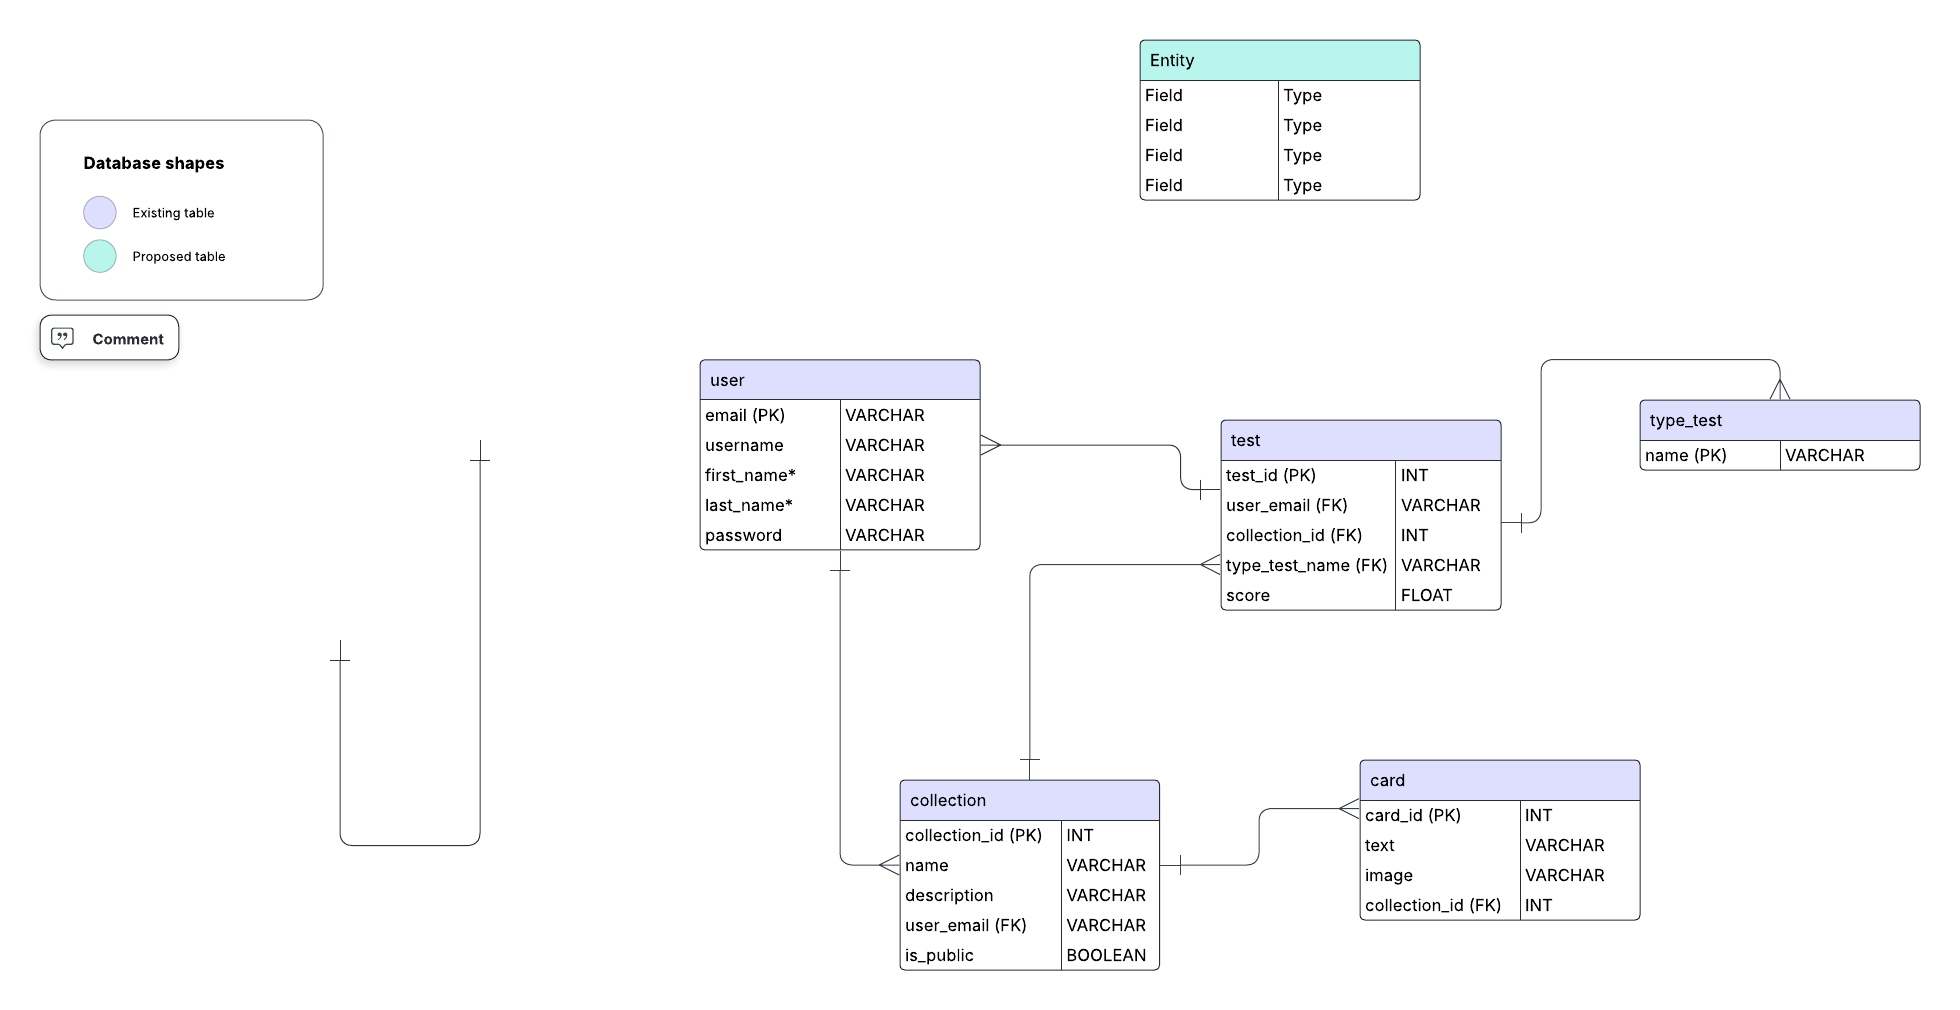 Entity
Field Type
Field Type
Field Type
Field Type
Database shapes
Existing table
Proposed table
Comment
user
email (PK) VARCHAR
username VARCHAR
first_name* VARCHAR
last_name* VARCHAR
password VARCHAR
test
test_id (PK) INT
user_email (FK) VARCHAR
collection_id (FK) INT
type_test_name (FK) VARCHAR
score FLOAT
type_test
name (PK) VARCHAR
collection
collection_id (PK) INT
name VARCHAR
description VARCHAR
user_email (FK) VARCHAR
is_public BOOLEAN
card
card_id (PK) INT
text VARCHAR
image VARCHAR
collection_id (FK) INT